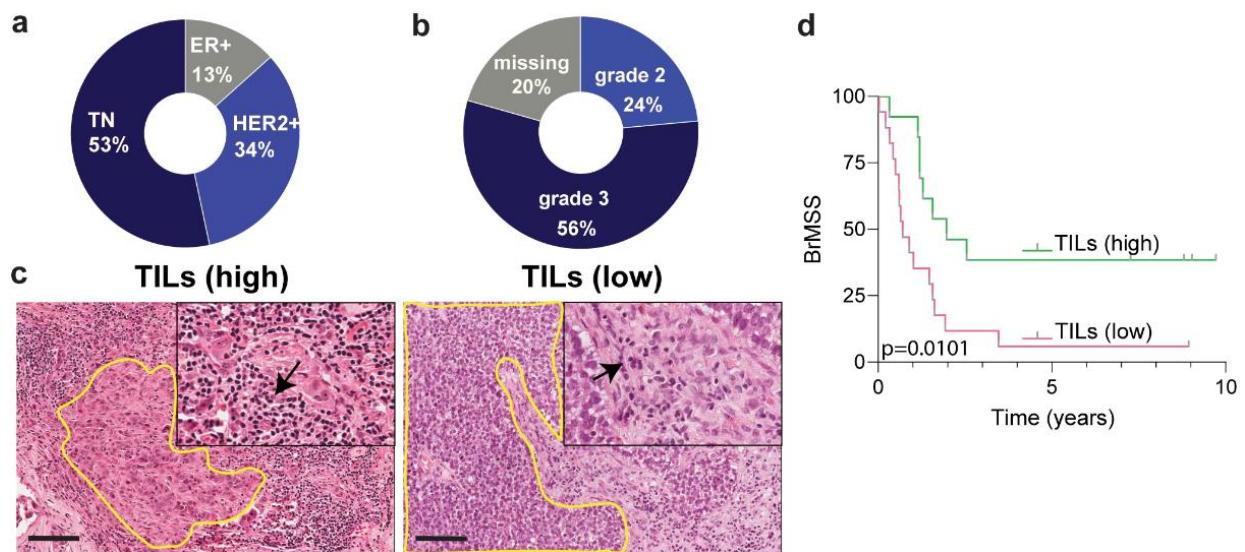 a
ER+
13%
TN
53%
HER2+
34%
b
missing
20%
grade 2
24%
grade 3
56%
c
TILs (high)
TILs (low)
d
100
75
50
25
0
BrMSS
TILs (high)
TILs (low)
p=0.0101
0
5
10
Time (years)